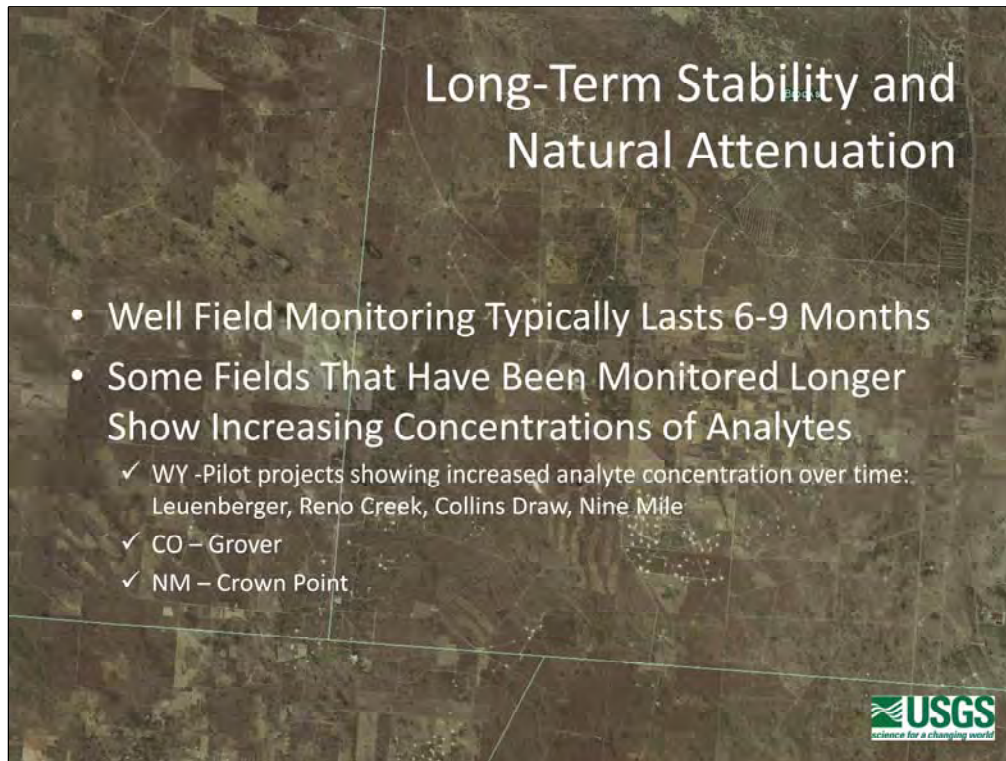 Long-Term Stability and
Natural Attenuation
Brooks
• Well Field Monitoring Typically Lasts 6-9 Months
• Some Fields That Have Been Monitored Longer
Show Increasing Concentrations of Analytes
✓ WY -Pilot projects showing increased analyte concentration over time:
Leuenberger, Reno Creek, Collins Draw, Nine Mile
✓ CO – Grover
✓ NM – Crown Point
USGS
science for a changing world